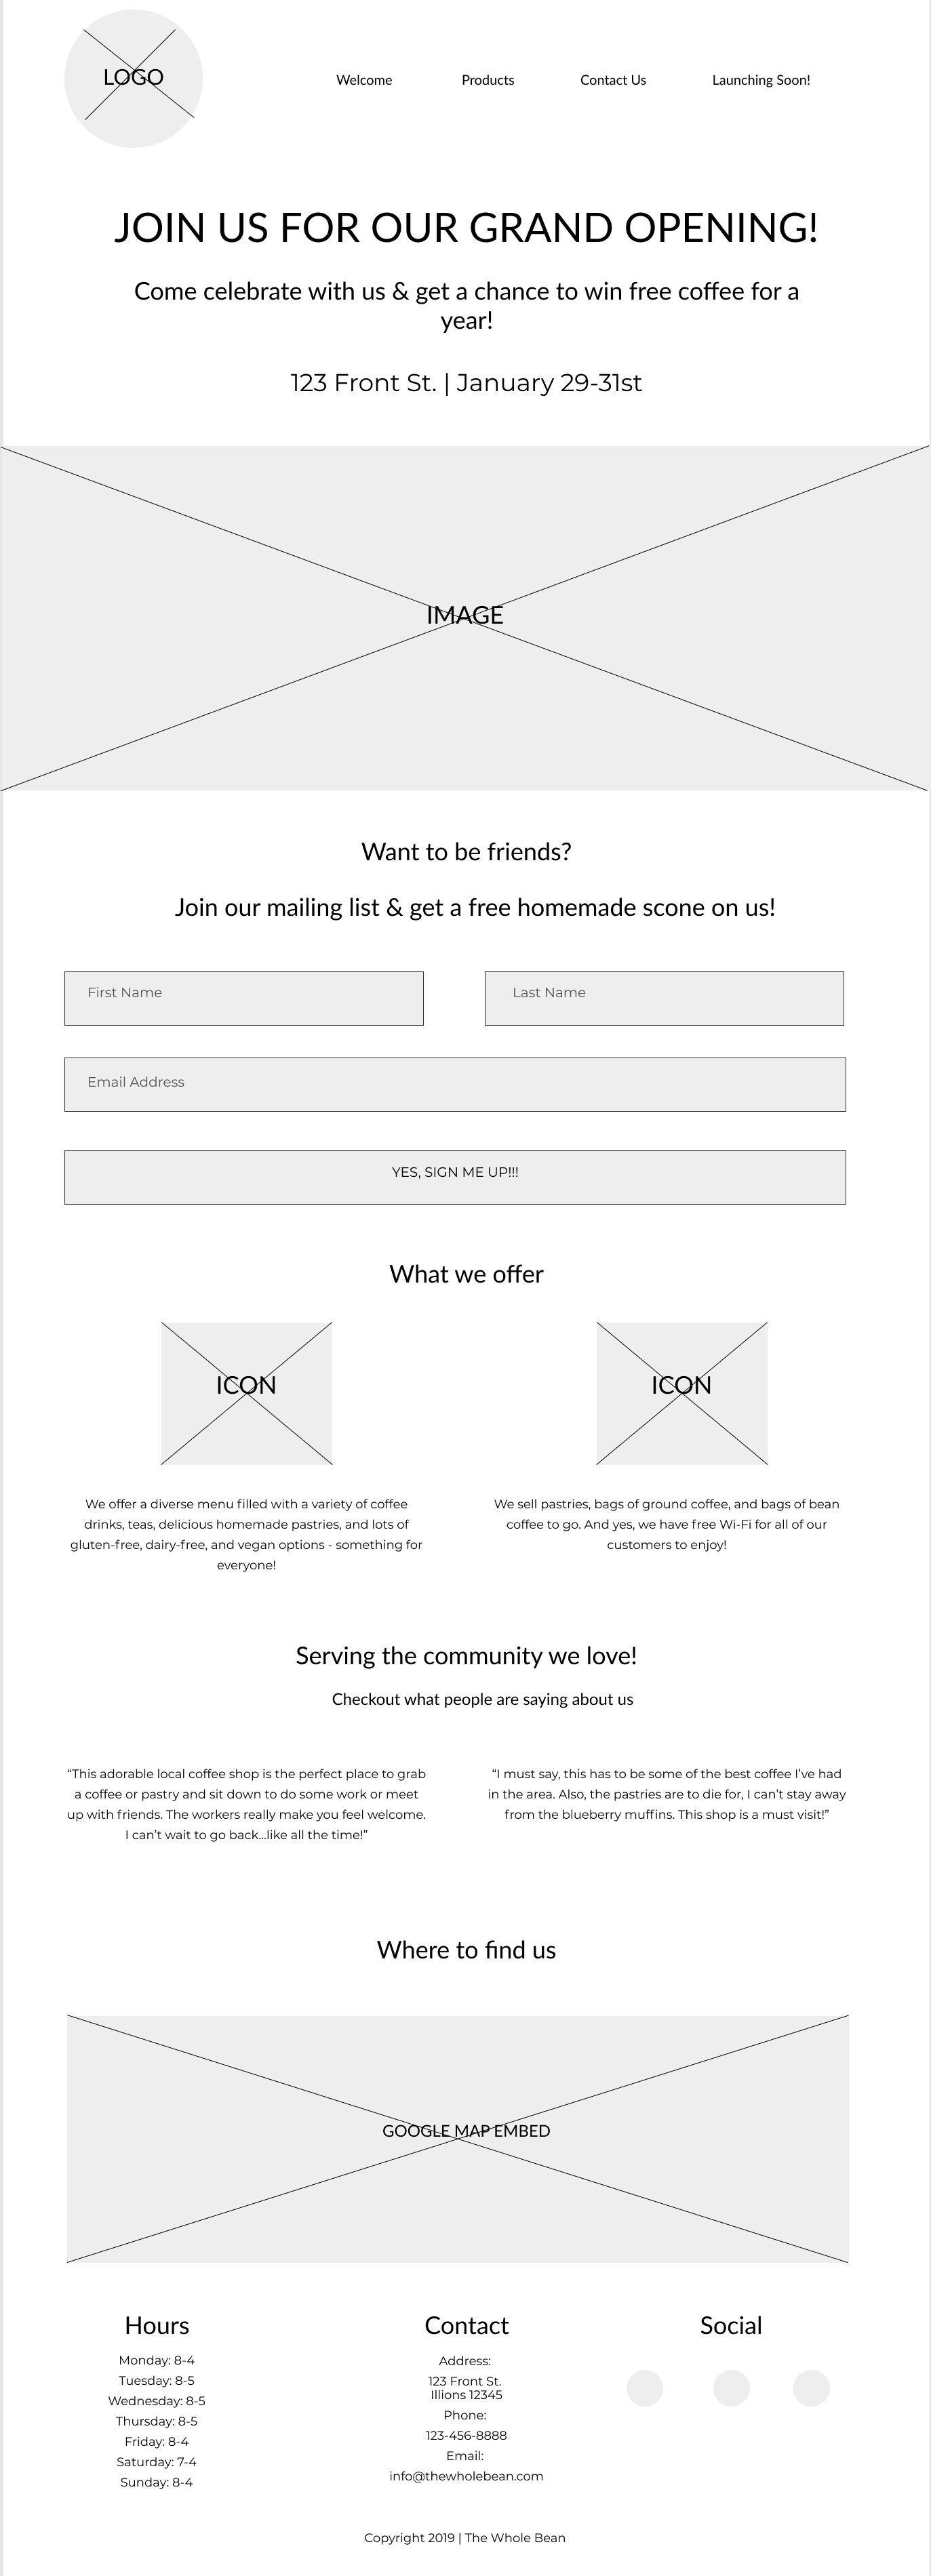 LOGO
Welcome Products Contact Us Launching Soon!
JOIN US FOR OUR GRAND OPENING!
Come celebrate with us & get a chance to win free coffee for a
year!
123 Front St. | January 29-31st
IMAGE
Want to be friends?
Join our mailing list & get a free homemade scone on us!
First Name
Last Name
Email Address
YES, SIGN ME UP!!!
What we offer
ICON
We offer a diverse menu filled with a variety of coffee
drinks, teas, delicious homemade pastries, and lots of
gluten-free, dairy-free, and vegan options - something for
everyone!
ICON
We sell pastries, bags of ground coffee, and bags of bean
coffee to go. And yes, we have free Wi-Fi for all of our
customers to enjoy!
Serving the community we love!
Checkout what people are saying about us
“This adorable local coffee shop is the perfect place to grab
a coffee or pastry and sit down to do some work or meet
up with friends. The workers really make you feel welcome.
I can’t wait to go back...like all the time!”
“I must say, this has to be some of the best coffee I’ve had
in the area. Also, the pastries are to die for, I can’t stay away
from the blueberry muffins. This shop is a must visit!”
Where to find us
GOOGLE MAP EMBED
Hours
Monday: 8-4
Tuesday: 8-5
Wednesday: 8-5
Thursday: 8-5
Friday: 8-4
Saturday: 7-4
Sunday: 8-4
Contact
Address:
123 Front St.
Illions 12345
Phone:
123-456-8888
Email:
info@thewholebean.com
Social
Copyright 2019 | The Whole Bean